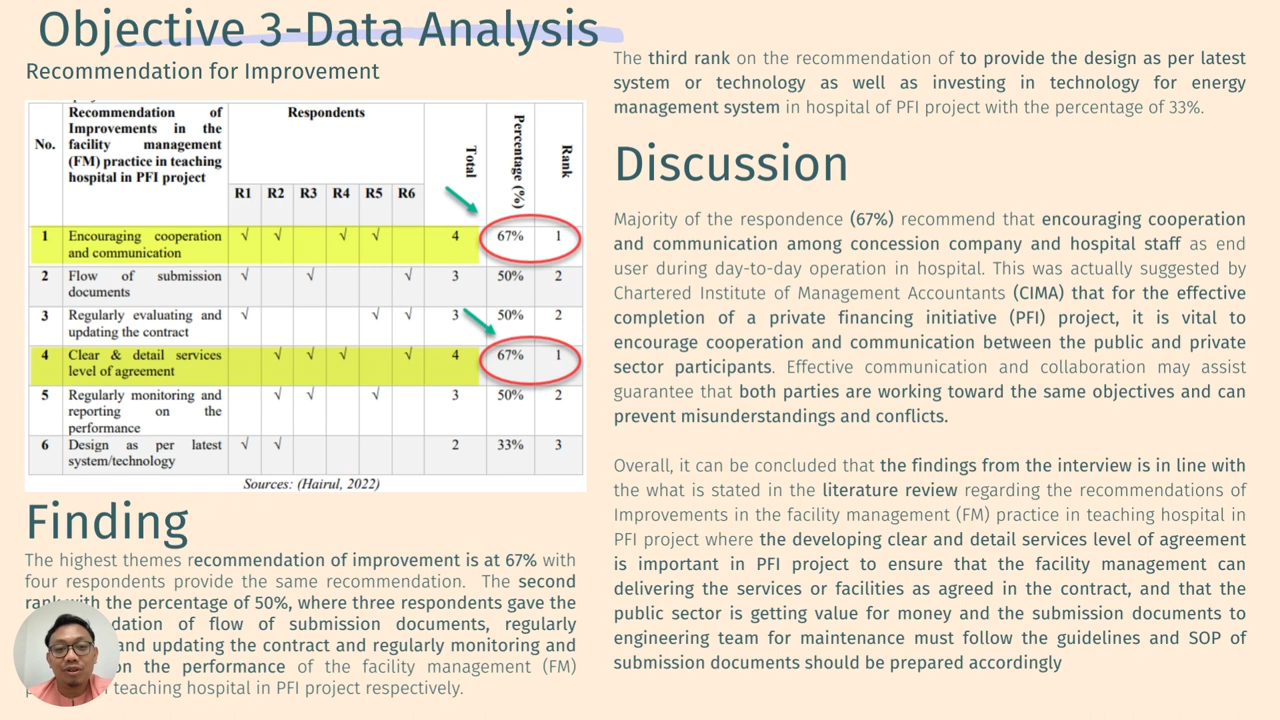 Objective 3-Data Analysis
Recommendation for Improvement
No.
Recommendation of
Improvements in the
facility management
(FM) practice in teaching
hospital in PFI project
Respondents
Total
Percentage (%)
Rank
R1 R2 R3 R4 R5 R6
1 Encouraging cooperation √ √ √ √ 4 67% 1
and communication
2 Flow of submission √ √ √ 3 50% 2
documents
3 Regularly evaluating and √ √ √ 3 50% 2
updating the contract
4 Clear & detail services √ √ √ √ 4 67% 1
level of agreement
5 Regularly monitoring and √ √ √ 3 50% 2
reporting on the
performance
6 Design as per latest √ √ 2 33% 3
system/technology
Sources: (Hairul, 2022)
Finding
The highest themes recommendation of improvement is at 67% with
four respondents provide the same recommendation. The second
rank with the percentage of 50%, where three respondents gave the
dation of flow of submission documents, regularly
and updating the contract and regularly monitoring and
on the performance of the facility management (FM)
teaching hospital in PFI project respectively.
The third rank on the recommendation of to provide the design as per latest
system or technology as well as investing in technology for energy
management system in hospital of PFI project with the percentage of 33%.
Discussion
Majority of the respondence (67%) recommend that encouraging cooperation
and communication among concession company and hospital staff as end
user during day-to-day operation in hospital. This was actually suggested by
Chartered Institute of Management Accountants (CIMA) that for the effective
completion of a private financing initiative (PFI) project, it is vital to
encourage cooperation and communication between the public and private
sector participants. Effective communication and collaboration may assist
guarantee that both parties are working toward the same objectives and can
prevent misunderstandings and conflicts.
Overall, it can be concluded that the findings from the interview is in line with
the what is stated in the literature review regarding the recommendations of
Improvements in the facility management (FM) practice in teaching hospital in
PFI project where the developing clear and detail services level of agreement
is important in PFI project to ensure that the facility management can
delivering the services or facilities as agreed in the contract, and that the
public sector is getting value for money and the submission documents to
engineering team for maintenance must follow the guidelines and SOP of
submission documents should be prepared accordingly